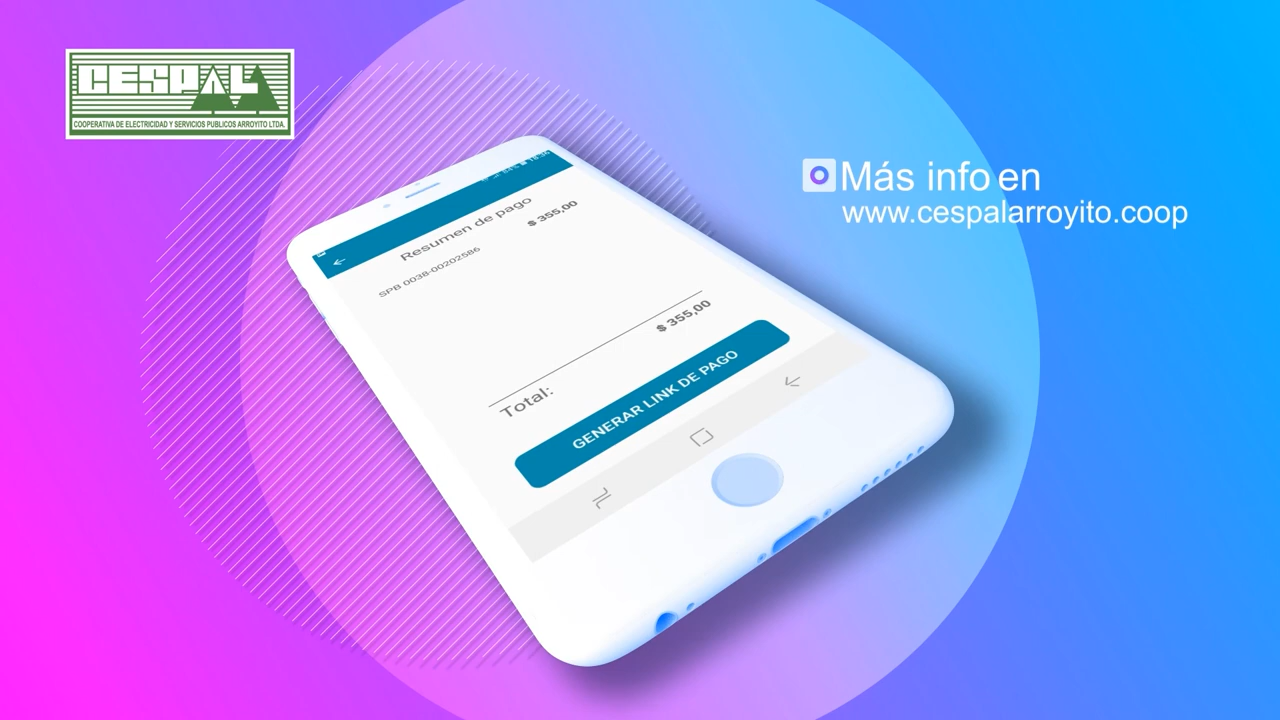 CESPAL
COOPERATIVA DE ELECTRICIDAD Y SERVICIOS PUBLICOS ARROYITO LTDA.
Más info en
www.cespalarroyito.coop
Resumen de pago
SPB 0038-00202586
$ 355,00
Total:
$ 355,00
GENERAR LINK DE PAGO